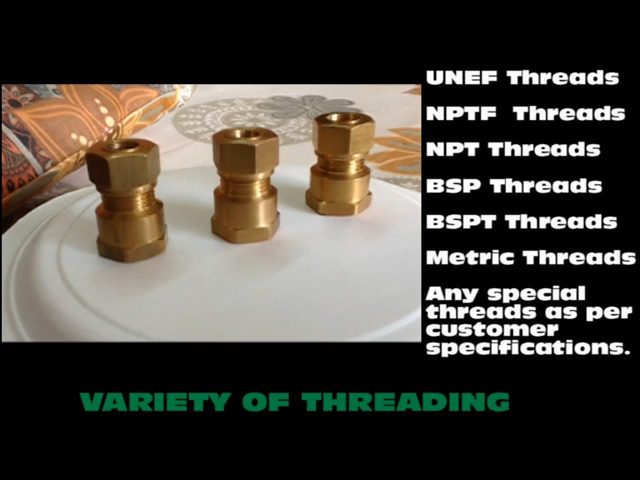 UNEF Threads
NPTF Threads
NPT Threads
BSP Threads
BSPT Threads
Metric Threads
Any special
threads as per
customer
specifications.
VARIETY OF THREADING